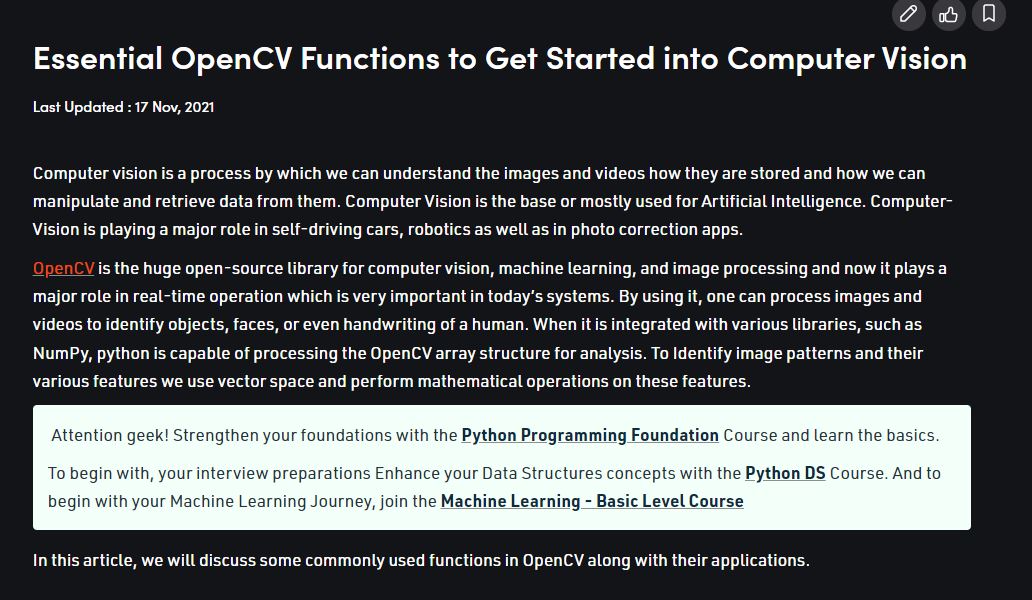 Essential OpenCV Functions to Get Started into Computer Vision
Last Updated : 17 Nov, 2021
Computer vision is a process by which we can understand the images and videos how they are stored and how we can
manipulate and retrieve data from them. Computer Vision is the base or mostly used for Artificial Intelligence. Computer-
Vision is playing a major role in self-driving cars, robotics as well as in photo correction apps.
OpenCV is the huge open-source library for computer vision, machine learning, and image processing and now it plays a
major role in real-time operation which is very important in today’s systems. By using it, one can process images and
videos to identify objects, faces, or even handwriting of a human. When it is integrated with various libraries, such as
NumPy, python is capable of processing the OpenCV array structure for analysis. To Identify image patterns and their
various features we use vector space and perform mathematical operations on these features.
Attention geek! Strengthen your foundations with the Python Programming Foundation Course and learn the basics.
To begin with, your interview preparations Enhance your Data Structures concepts with the Python DS Course. And to
begin with your Machine Learning Journey, join the Machine Learning - Basic Level Course
In this article, we will discuss some commonly used functions in OpenCV along with their applications.